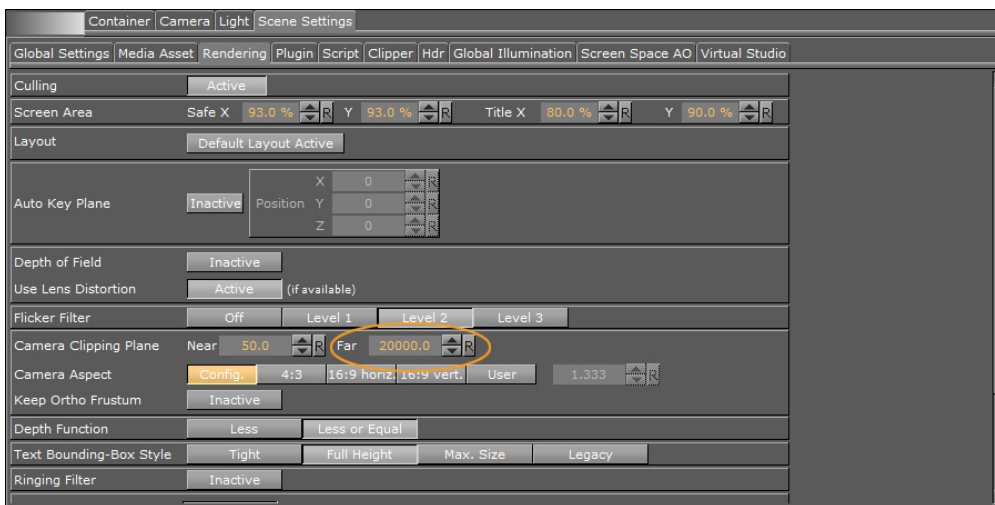 Container Camera Light Scene Settings
Global Settings Media Asset Rendering Plugin Script Clipper Hdr Global Illumination Screen Space AO Virtual Studio
Culling Active
Screen Area Safe X 93.0 % R Y 93.0 % R Title X 80.0 % R Y 90.0 % R
Layout Default Layout Active
X 0 R
Auto Key Plane Inactive Position Y 0 R
Z 0 R
Depth of Field Inactive
Use Lens Distortion Active (if available)
Flicker Filter Off Level 1 Level 2 Level 3
Camera Clipping Plane Near 50.0 R Far 20000.0 R
Camera Aspect Config. 4:3 16:9 horiz. 16:9 vert. User 1.333 R
Keep Ortho Frustum Inactive
Depth Function Less Less or Equal
Text Bounding-Box Style Tight Full Height Max. Size Legacy
Ringing Filter Inactive